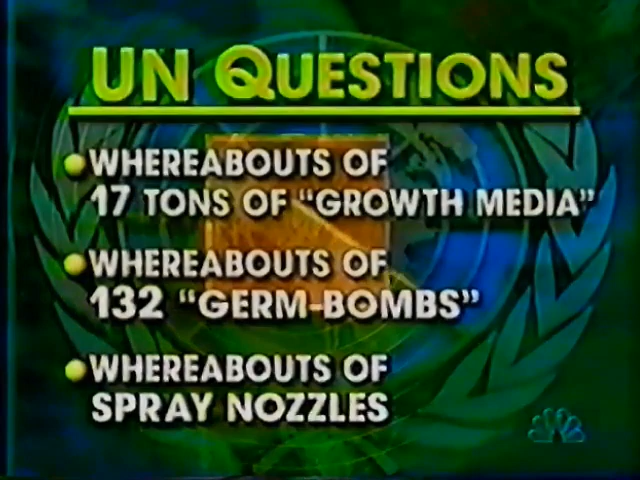 UN QUESTIONS
WHEREABOUTS OF
17 TONS OF "GROWTH MEDIA"
WHEREABOUTS OF
132 "GERM-BOMBS"
WHEREABOUTS OF
SPRAY NOZZLES